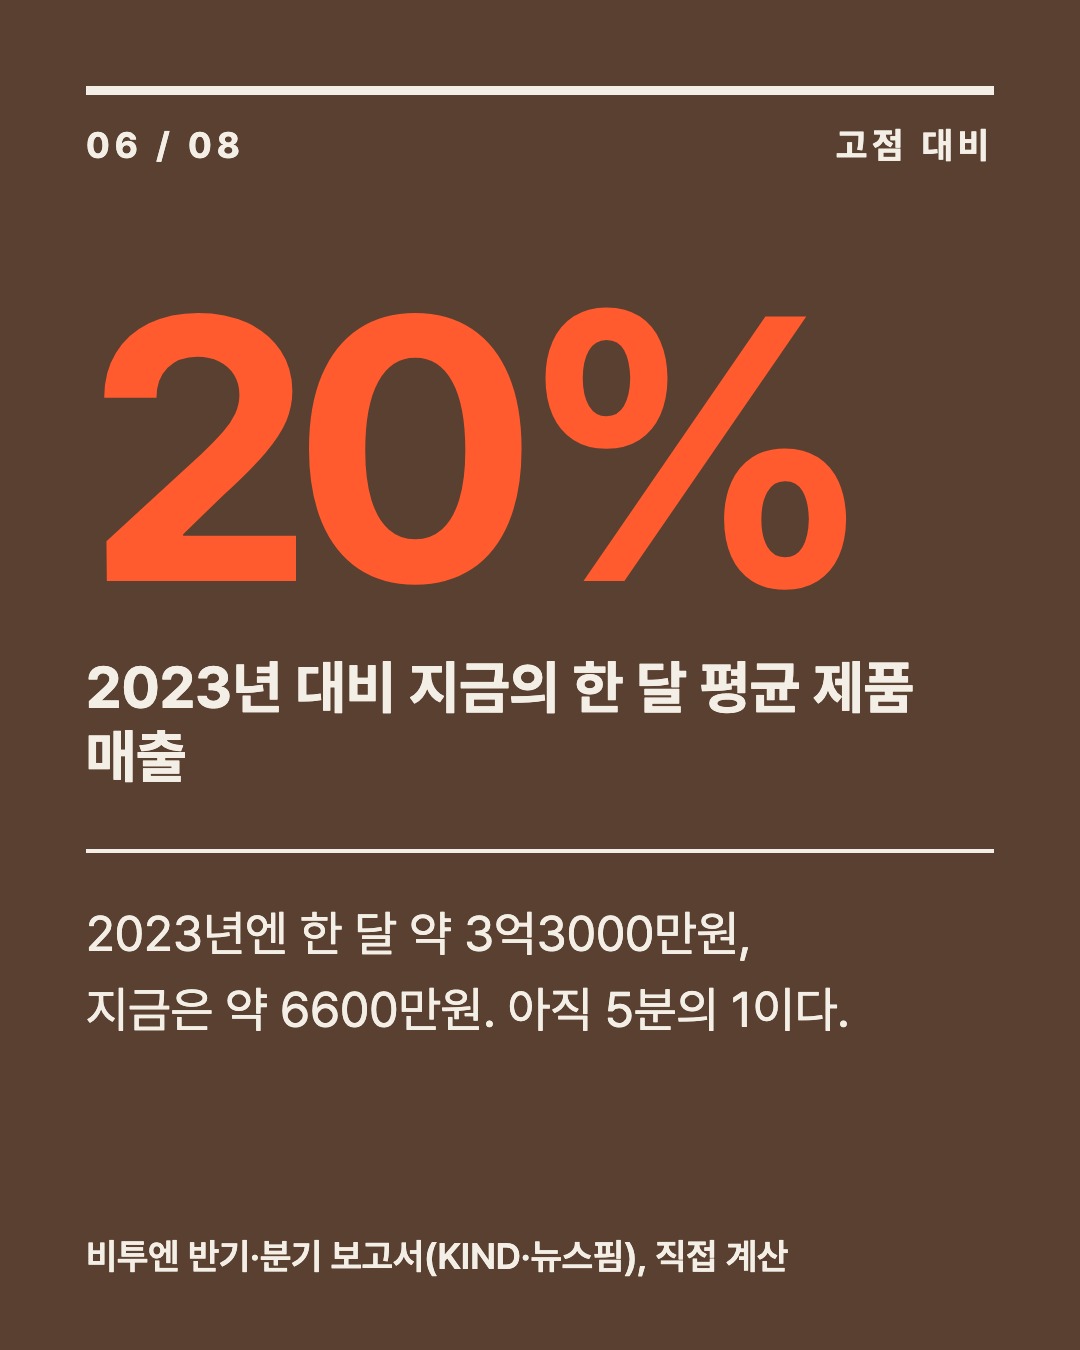 06 / 08
고점 대비
20%
2023년 대비 지금의 한 달 평균 제품
매출
2023년엔 한 달 약 3억3000만원,
지금은 약 6600만원. 아직 5분의 1이다.
비투엔 반기·분기 보고서(KIND·뉴스핌), 직접 계산